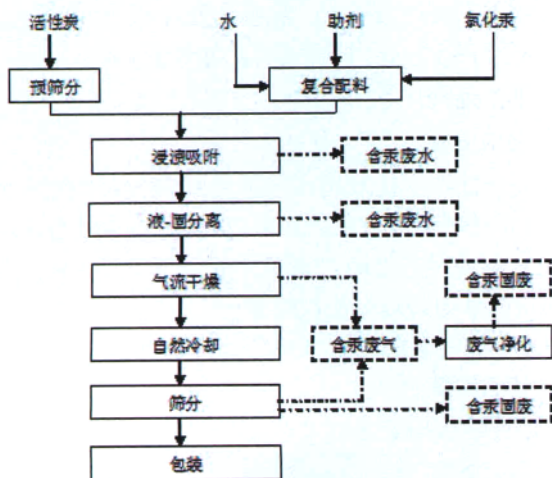 活性炭
水
助剂
氯化汞
预筛分
复合配料
浸渍吸附
含汞废水
液-固分离
含汞废水
气流干燥
含汞固废
自然冷却
含汞废气
废气净化
筛分
含汞固废
包装